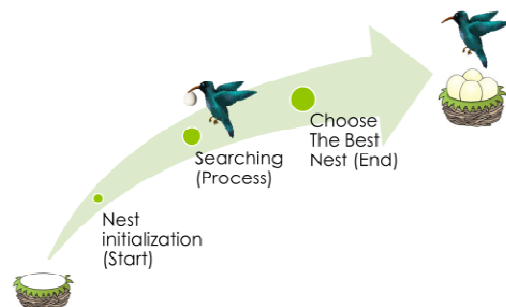 Nest
initialization
(Start)
Searching
(Process)
Choose
The Best
Nest (End)